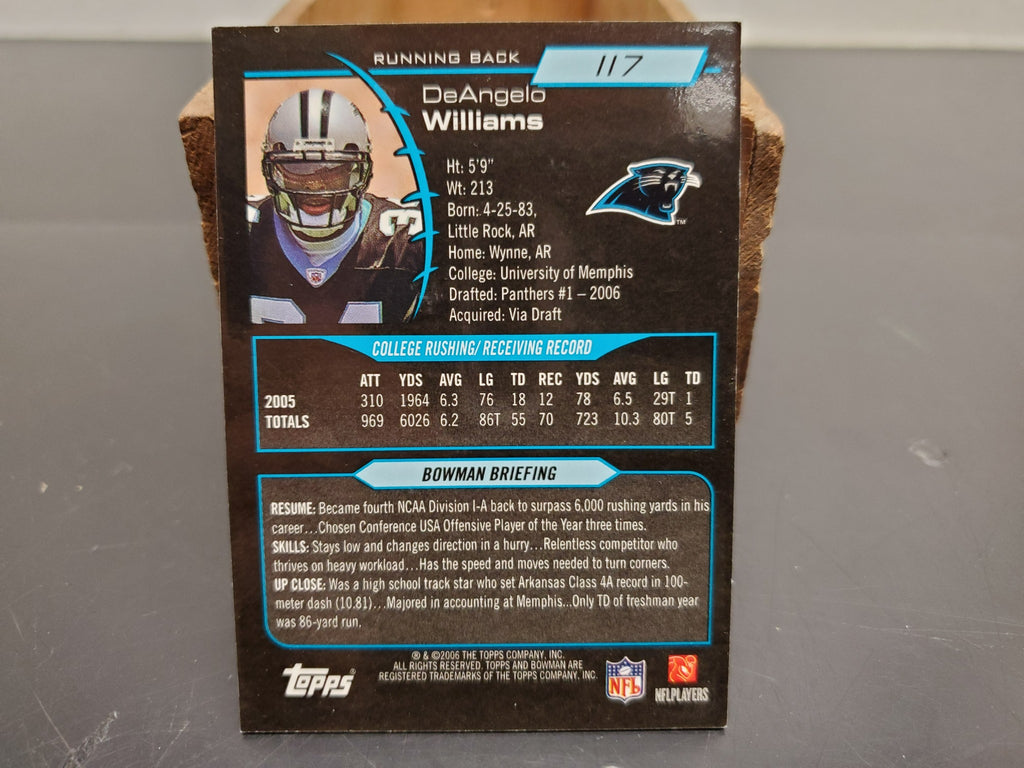 RUNNING BACK
117
DeAngelo
Williams
Ht: 5'9"
Wt: 213
Born: 4-25-83,
Little Rock, AR
Home: Wynne, AR
College: University of Memphis
Drafted: Panthers #1 – 2006
Acquired: Via Draft
TM
34
COLLEGE RUSHING/RECEIVING RECORD
ATT YDS AVG LG TD REC YDS AVG LG TD
2005 310 1964 6.3 76 18 12 78 6.5 29T 1
TOTALS 969 6026 6.2 86T 55 70 723 10.3 80T 5
BOWMAN BRIEFING
RESUME: Became fourth NCAA Division I-A back to surpass 6,000 rushing yards in his
career...Chosen Conference USA Offensive Player of the Year three times.
SKILLS: Stays low and changes direction in a hurry...Relentless competitor who
thrives on heavy workload...Has the speed and moves needed to turn corners.
UP CLOSE: Was a high school track star who set Arkansas Class 4A record in 100-
meter dash (10.81)...Majored in accounting at Memphis...Only TD of freshman year
was 86-yard run.
® & ©2006 THE TOPPS COMPANY, INC.
ALL RIGHTS RESERVED. TOPPS AND BOWMAN ARE
REGISTERED TRADEMARKS OF THE TOPPS COMPANY, INC.
Topps®
NFL
NFLPLAYERS